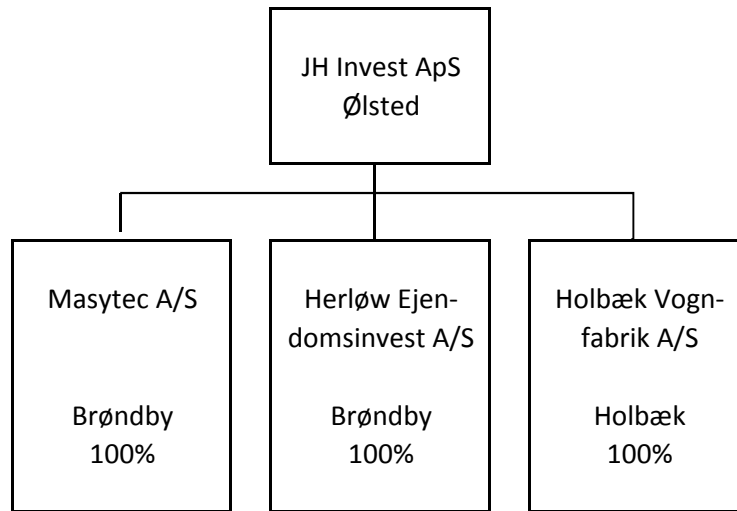 JH Invest ApS
Ølsted
Masytec A/S
Brøndby
100%
Herløw Ejen-
domsinvest A/S
Brøndby
100%
Holbæk Vogn-
fabrik A/S
Holbæk
100%